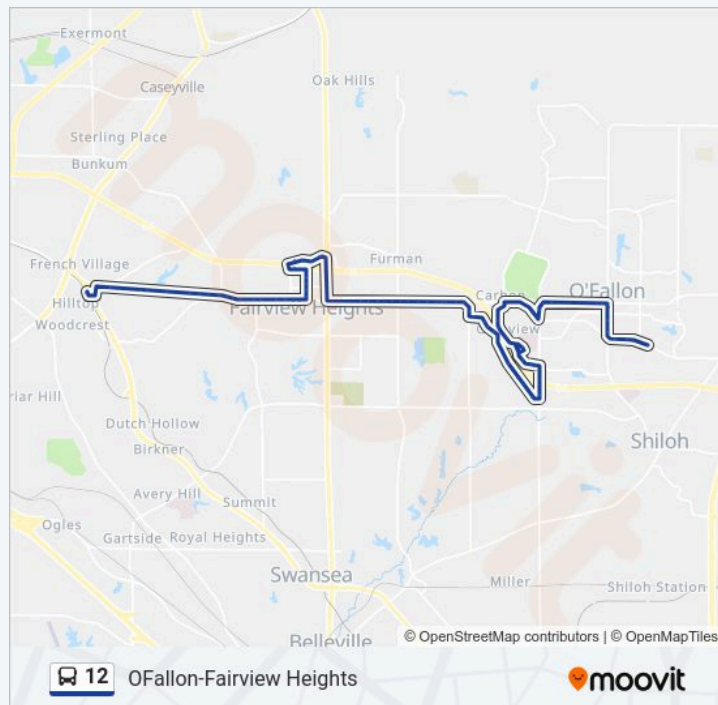 Exermont
Oak Hills
Caseyville
Sterling Place
Bunkum
French Village
Furman
Hilltop
Fairview Heights
Carbon
O'Fallon
Woodcrest
Shiloh
Dutch Hollow
Birkner
Avery Hill
Summit
Ogles
Gartside
Royal Heights
Swansea
Miller
Shiloh Station
Belleville
© OpenStreetMap contributors | © OpenMapTiles
12 OFallon-Fairview Heights
moovit